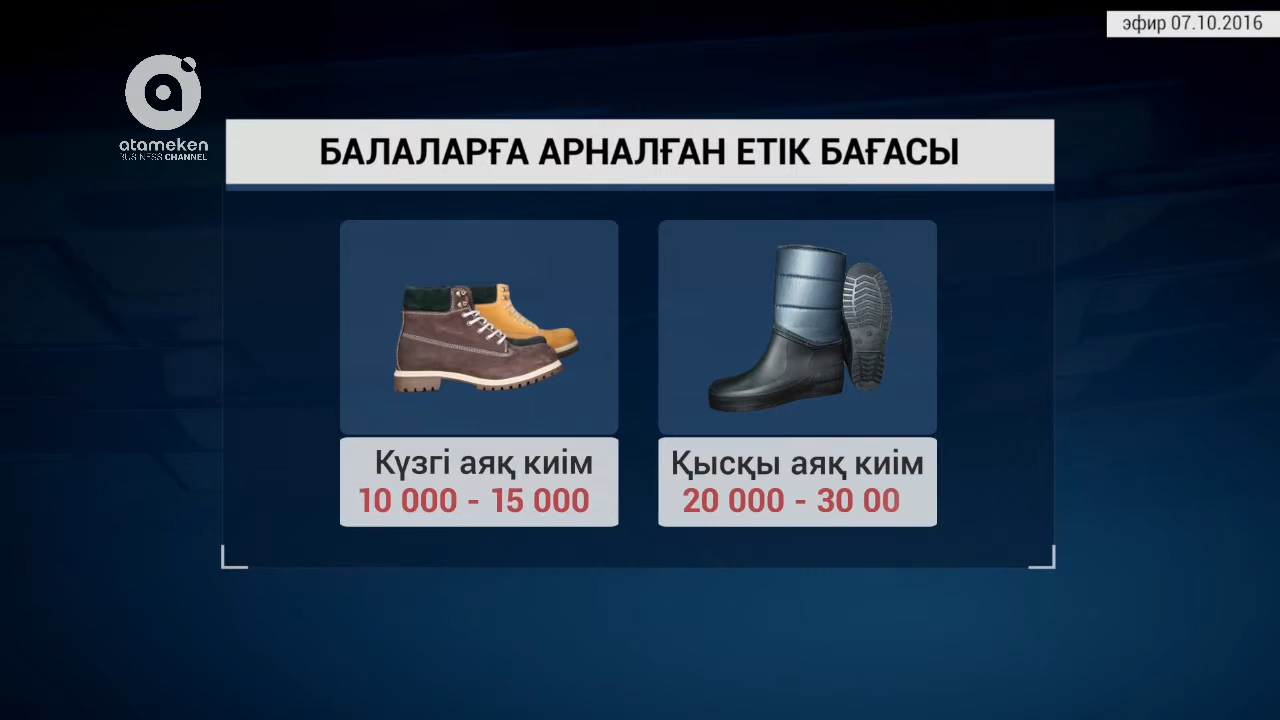 эфир 07.10.2016
atameken
BUSINESS CHANNEL
БАЛАЛАРҒА АРНАЛҒАН ЕТІК БАҒАСЫ
Күзгі аяқ киім
10 000 - 15 000
Қысқы аяқ киім
20 000 - 30 00